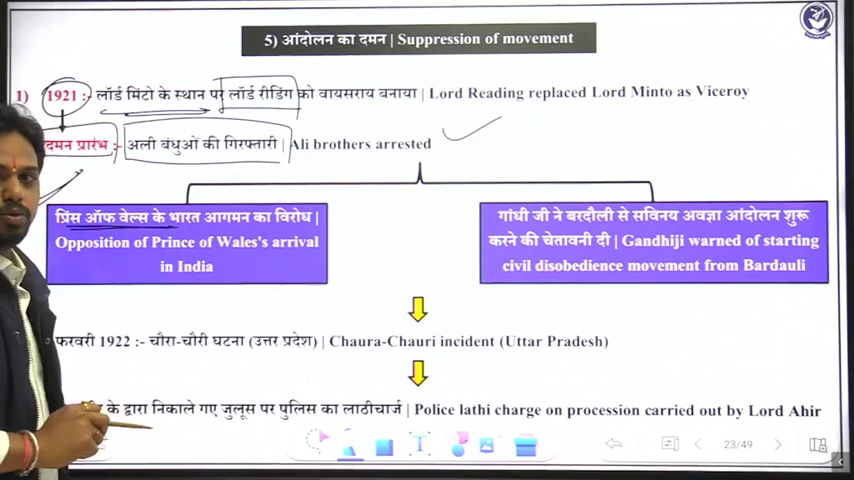 5) आंदोलन का दमन | Suppression of movement
1) 1921 :- लॉर्ड मिंटो के स्थान पर लॉर्ड रीडिंग को वायसराय बनाया | Lord Reading replaced Lord Minto as Viceroy
दमन प्रारंभ :- अली बंधुओं की गिरफ्तारी | Ali brothers arrested
प्रिंस ऑफ वेल्स के भारत आगमन का विरोध |
Opposition of Prince of Wales's arrival
in India
गांधी जी ने बरदौली से सविनय अवज्ञा आंदोलन शुरू
करने की चेतावनी दी | Gandhiji warned of starting
civil disobedience movement from Bardauli
फरवरी 1922 :- चौरा-चौरी घटना (उत्तर प्रदेश) | Chaura-Chauri incident (Uttar Pradesh)
के द्वारा निकाले गए जुलूस पर पुलिस का लाठीचार्ज | Police lathi charge on procession carried out by Lord Ahir
23/49